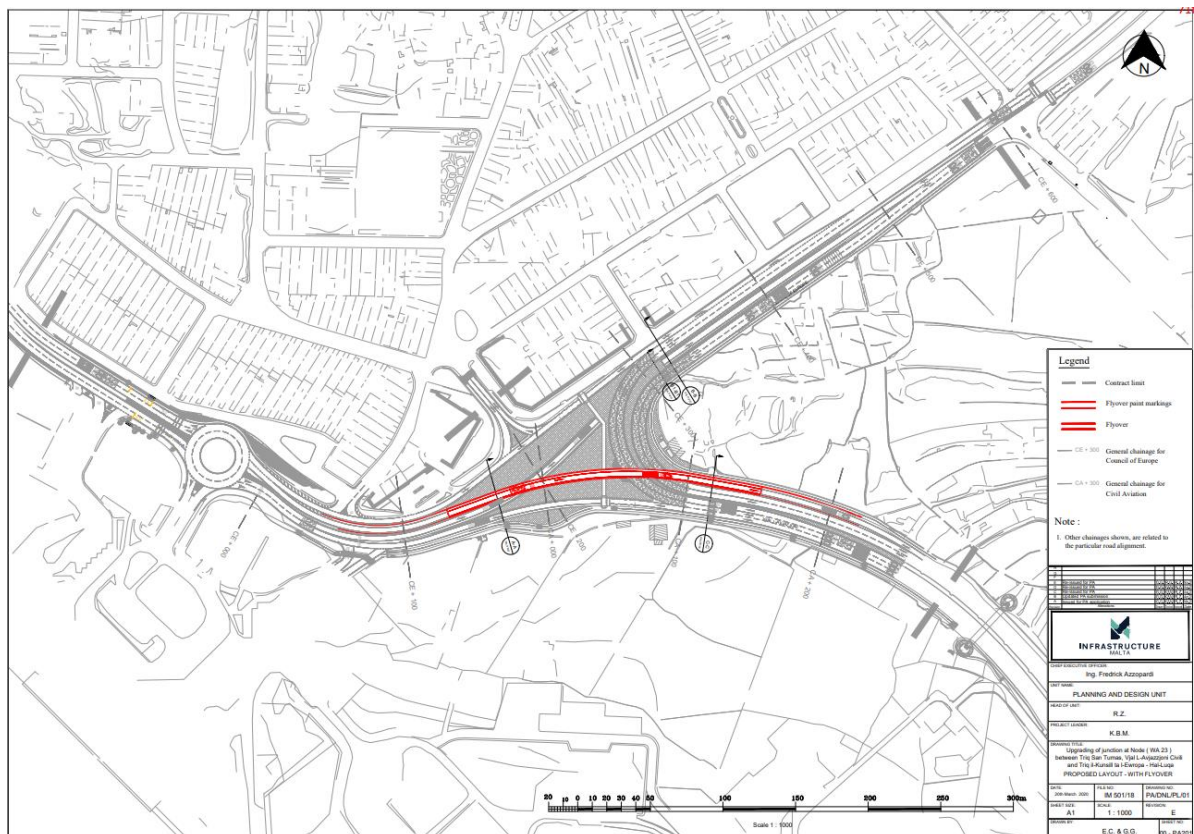 N
CE + 600
CE + 300
CE + 200
CA + 000
CE + 000
CE + 100
CA + 100
CA + 200
Legend
Contract limit
Flyover paint markings
Flyover
CE + 300
General chainage for
Council of Europe
CA + 300
General chainage for
Civil Aviation
Note :
1. Other chainages shown, are related to
the particular road alignment.
INFRASTRUCTURE
MALTA
CHIEF EXECUTIVE OFFICER:
Ing. Fredrick Azzopardi
UNIT NAME:
PLANNING AND DESIGN UNIT
HEAD OF UNIT:
R.Z.
PROJECT LEADER:
K.B.M.
DRAWING TITLE:
Upgrading of junction at Node ( WA 23 )
between Triq San Tumas, Vjal L-Avjazzjoni Civili
and Triq il-Kunsill ta l-Ewropa - Hal-Luqa
PROPOSED LAYOUT - WITH FLYOVER
DATE:
20th March 2020
FILE NO:
IM 501/18
DRAWING NO:
PA/DNL/PL/01
SHEET SIZE:
A1
SCALE:
1 : 1000
REVISION:
E
DRAWN BY:
E.C. & G.G.
SHEET NO:
20 10 0 10 20 30 40 50 100 150 200 250 300m
Scale 1 : 1000